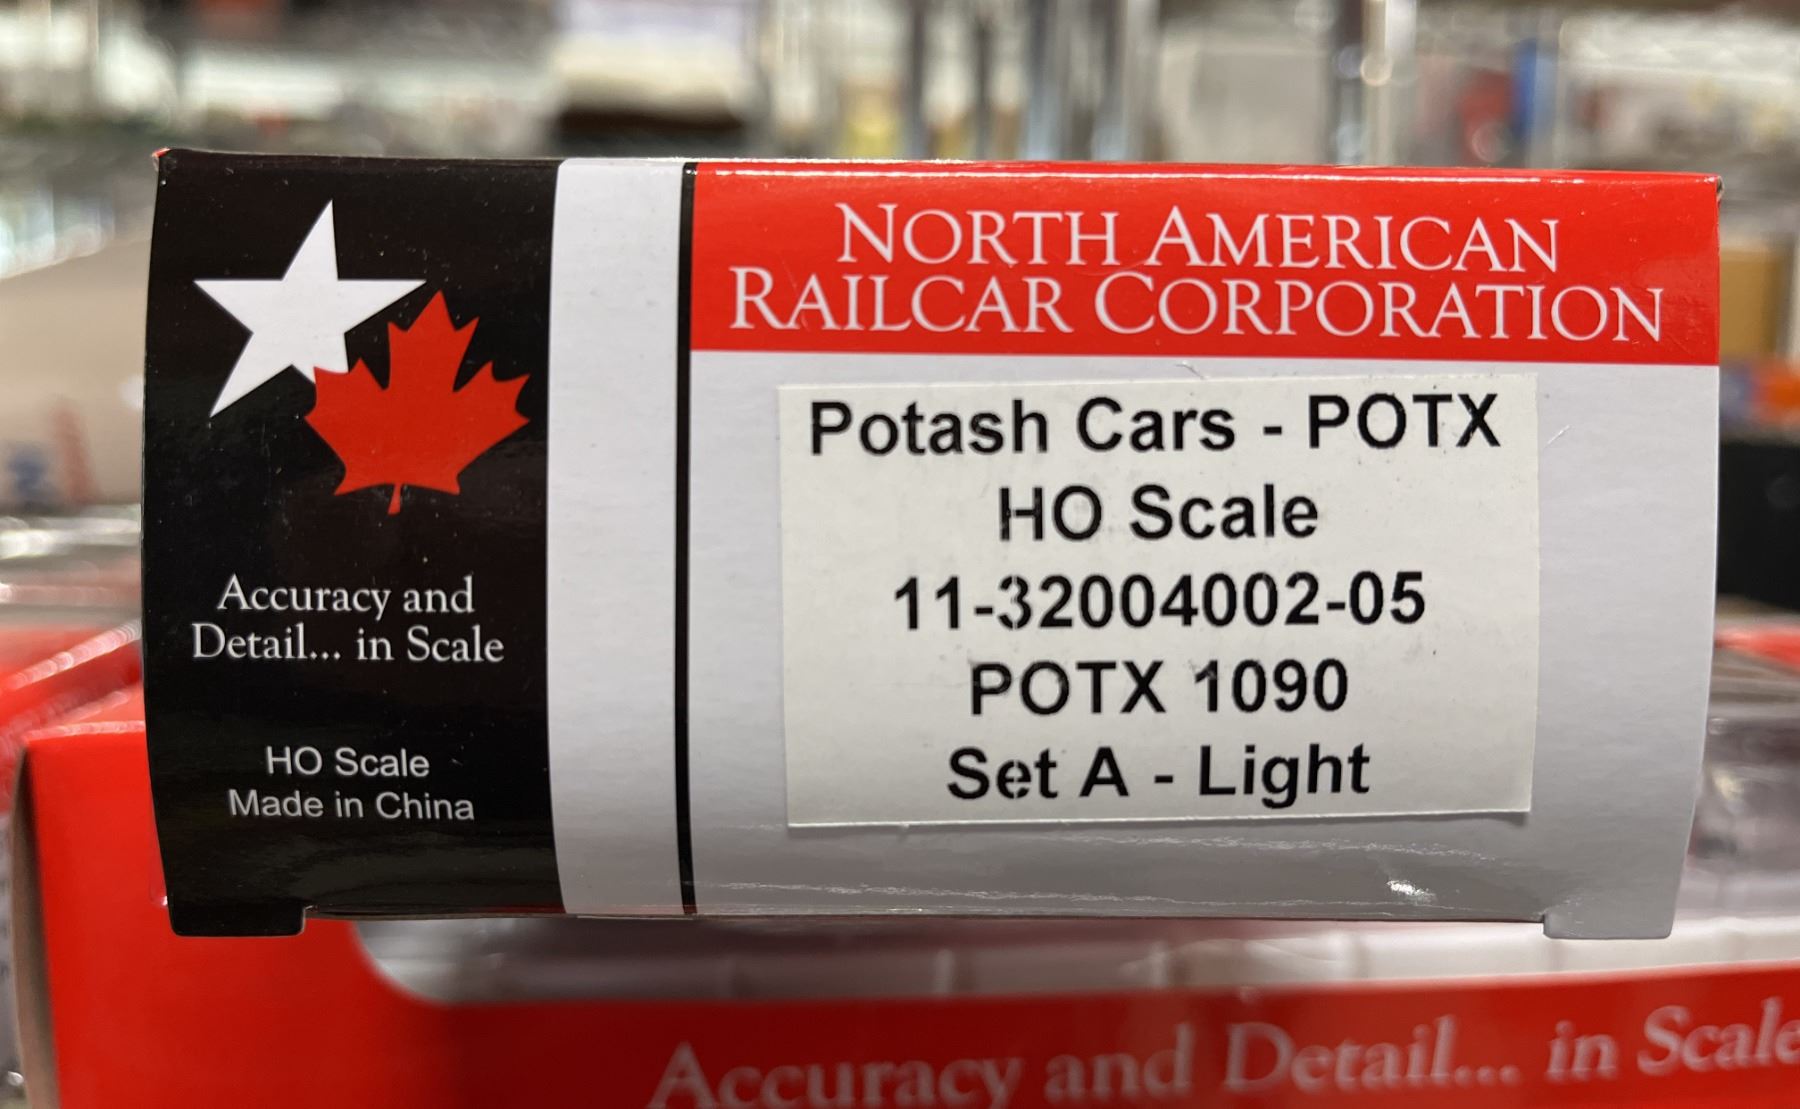 NORTH AMERICAN
RAILCAR CORPORATION
Potash Cars - POTX
HO Scale
11-32004002-05
POTX 1090
Set A - Light
Accuracy and
Detail... in Scale
HO Scale
Made in China
Accuracy and Detail... in Scale